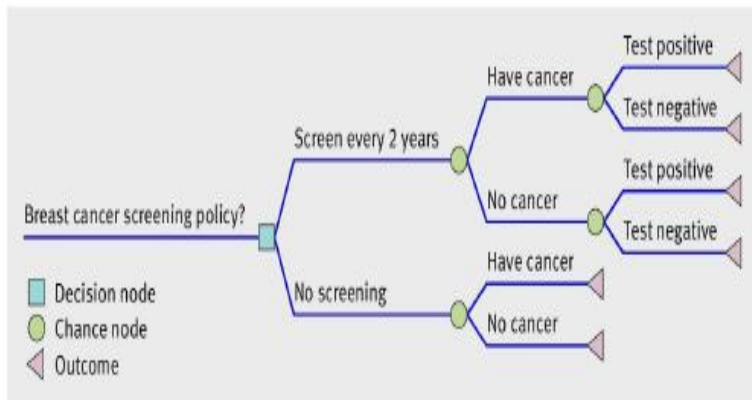 Test positive
Have cancer
Test negative
Screen every 2 years
Test positive
No cancer
Test negative
Breast cancer screening policy?
Have cancer
No screening
No cancer
Decision node
Chance node
Outcome